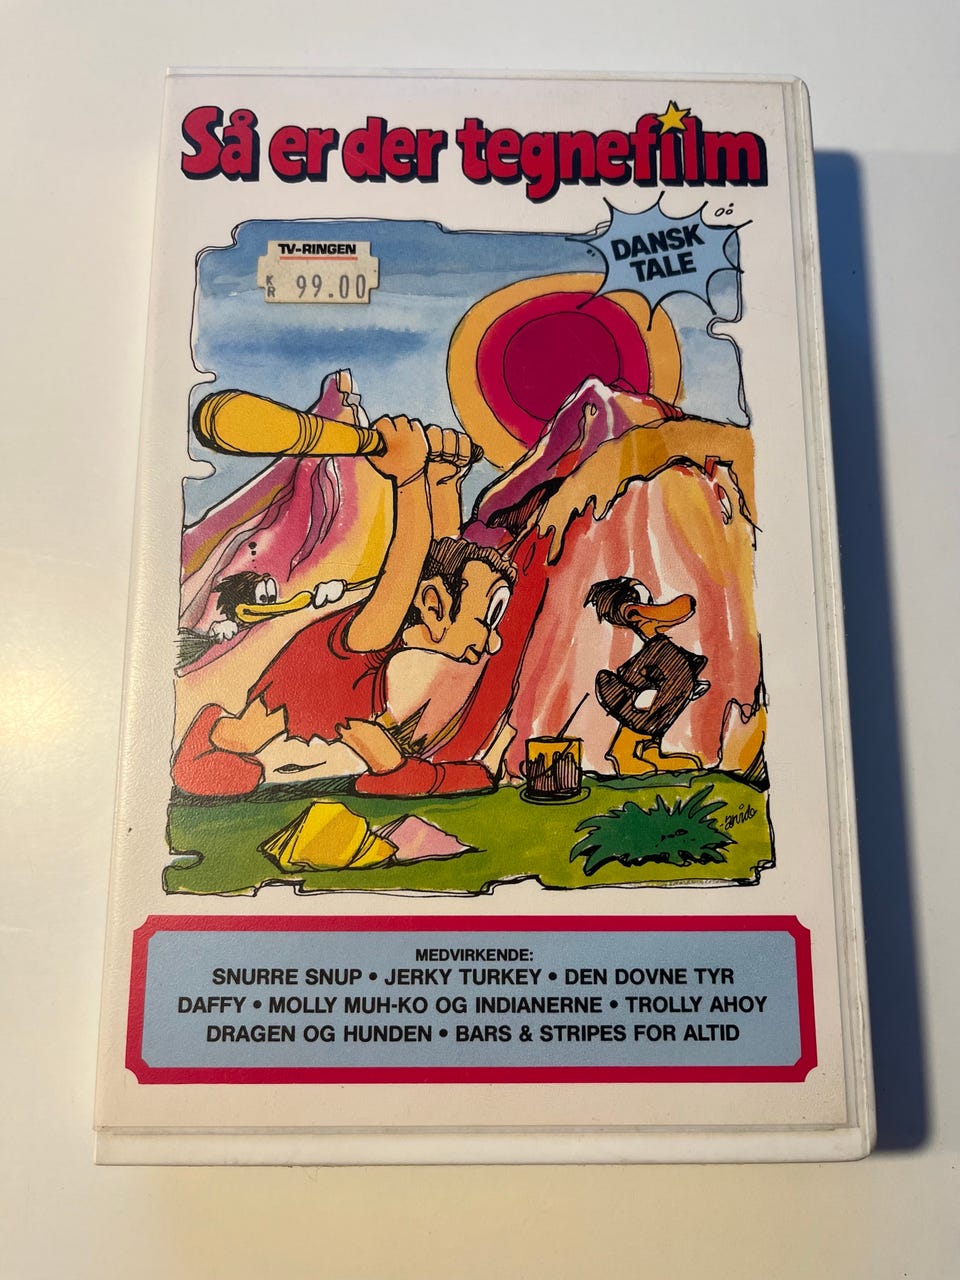 Så er der tegnefilm
DANSK
TALE
TV-RINGEN
KR 99.00
MEDVIRKENDE:
SNURRE SNUP • JERKY TURKEY • DEN DOVNE TYR
DAFFY • MOLLY MUH-KO OG INDIANERNE • TROLLY AHOY
DRAGEN OG HUNDEN • BARS & STRIPES FOR ALTID